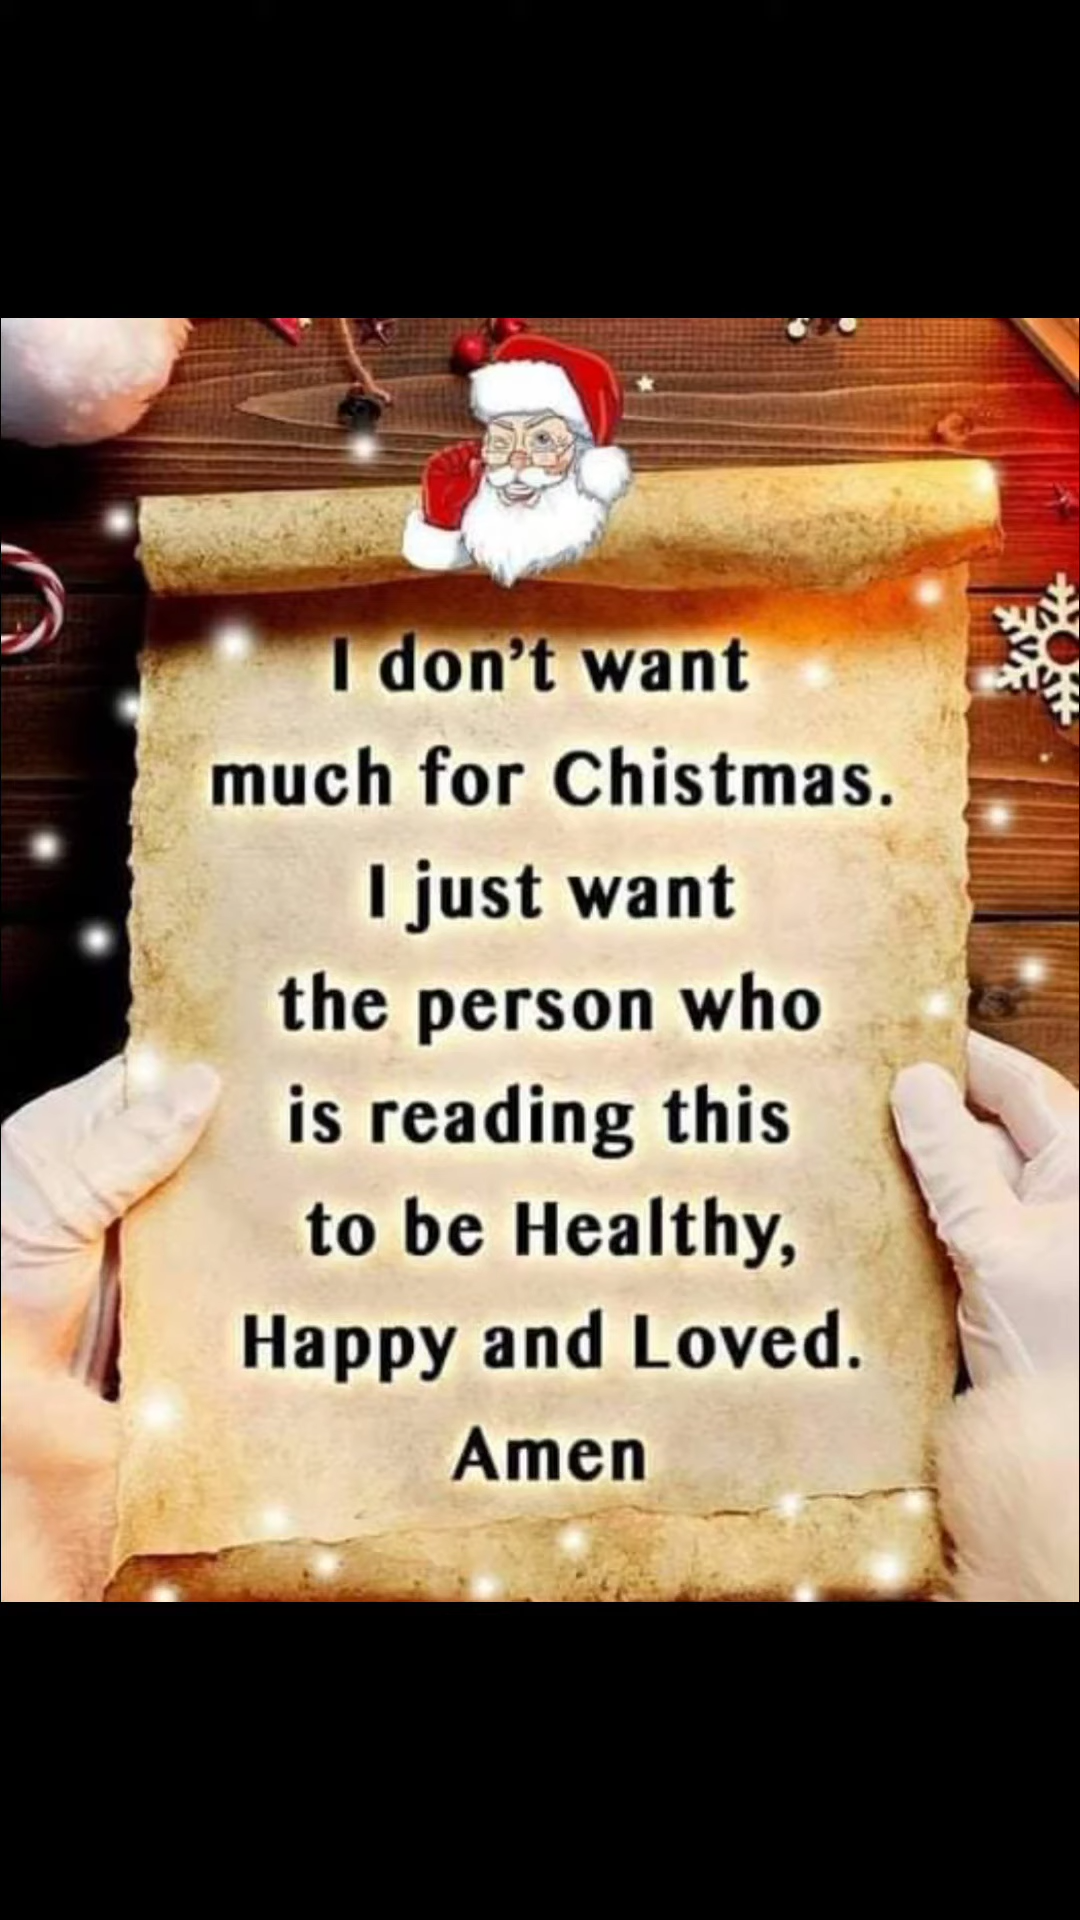 I don't want
much for Chistmas.
I just want
the person who
is reading this
to be Healthy,
Happy and Loved.
Amen